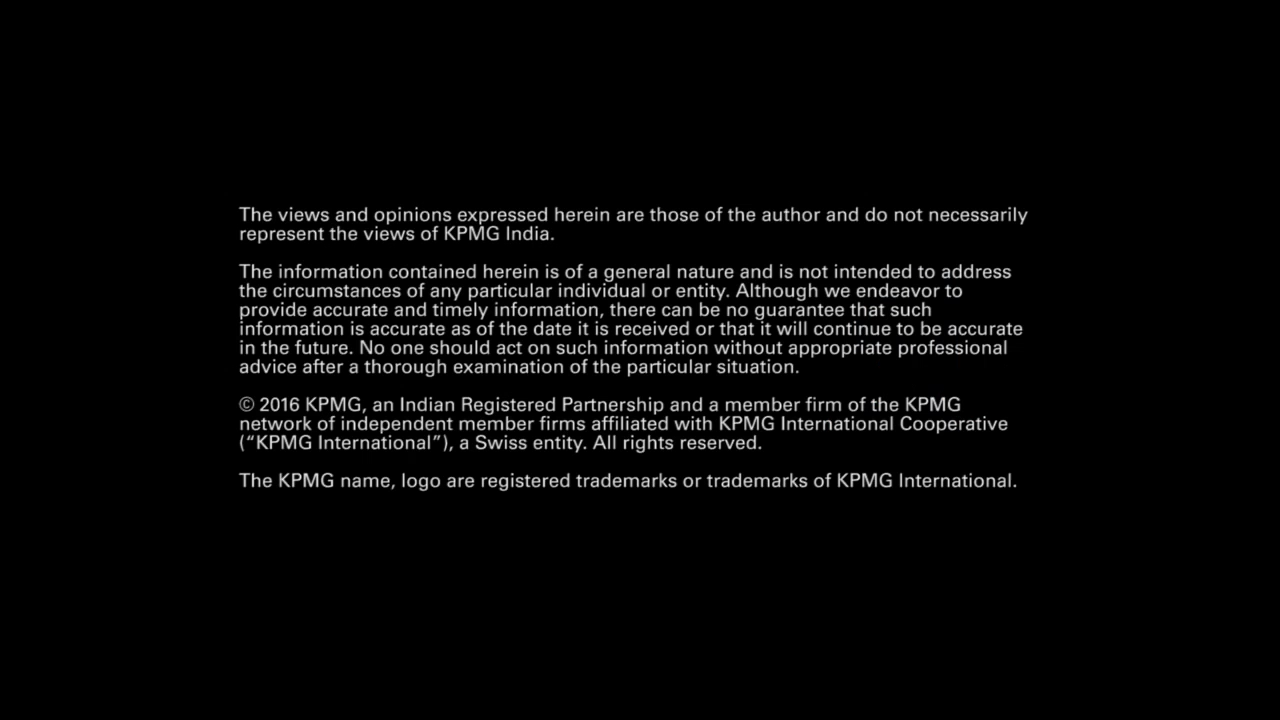 The views and opinions expressed herein are those of the author and do not necessarily
represent the views of KPMG India.
The information contained herein is of a general nature and is not intended to address
the circumstances of any particular individual or entity. Although we endeavor to
provide accurate and timely information, there can be no guarantee that such
information is accurate as of the date it is received or that it will continue to be accurate
in the future. No one should act on such information without appropriate professional
advice after a thorough examination of the particular situation.
© 2016 KPMG, an Indian Registered Partnership and a member firm of the KPMG
network of independent member firms affiliated with KPMG International Cooperative
(“KPMG International”), a Swiss entity. All rights reserved.
The KPMG name, logo are registered trademarks or trademarks of KPMG International.